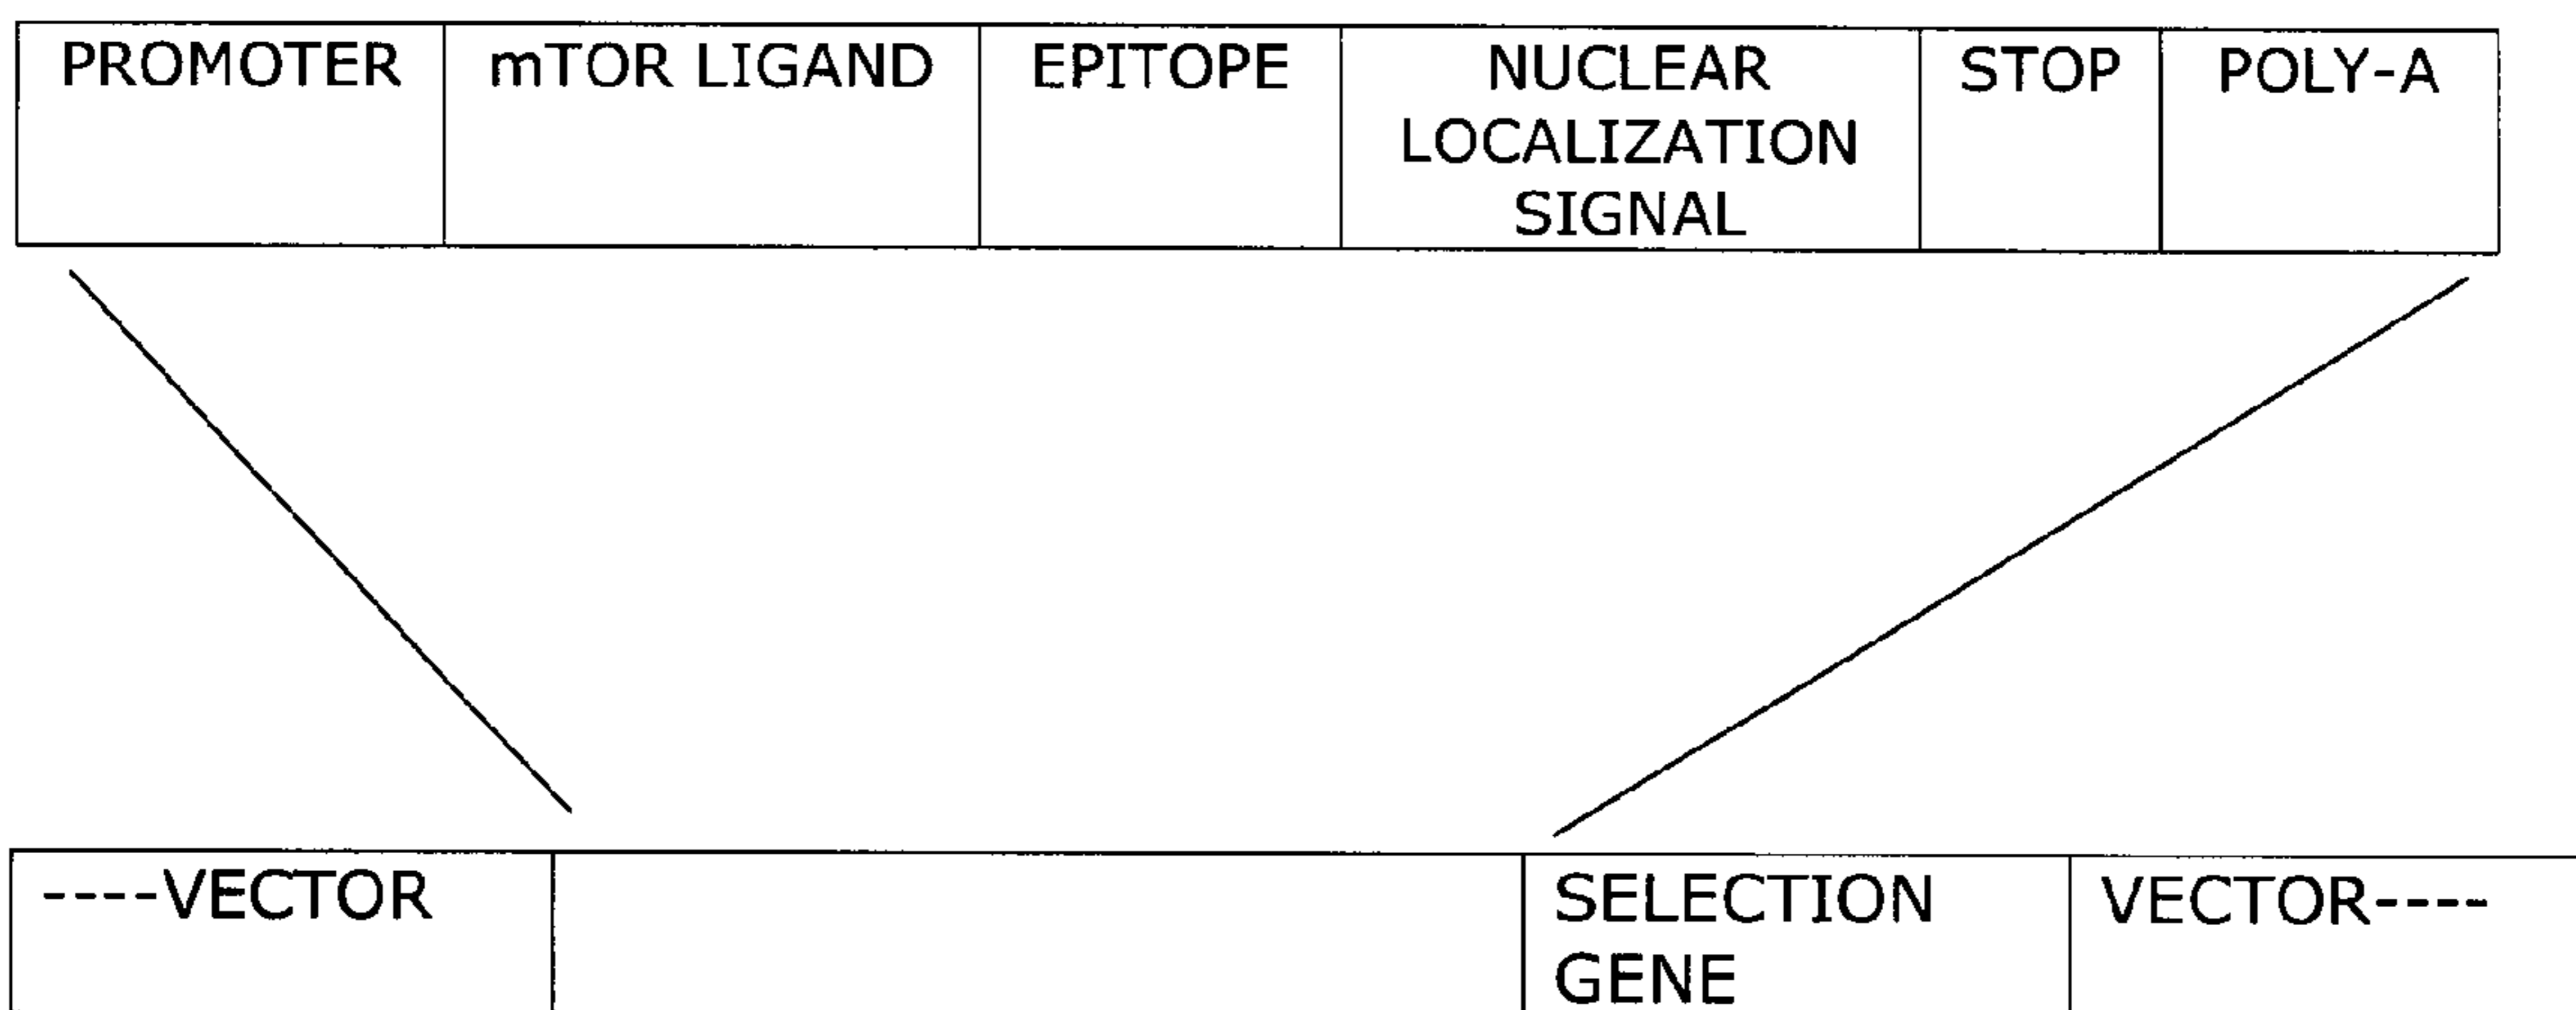 PROMOTER
mTOR LIGAND
EPITOPE
NUCLEAR
LOCALIZATION
SIGNAL
STOP
POLY-A
----VECTOR
SELECTION
GENE
VECTOR----